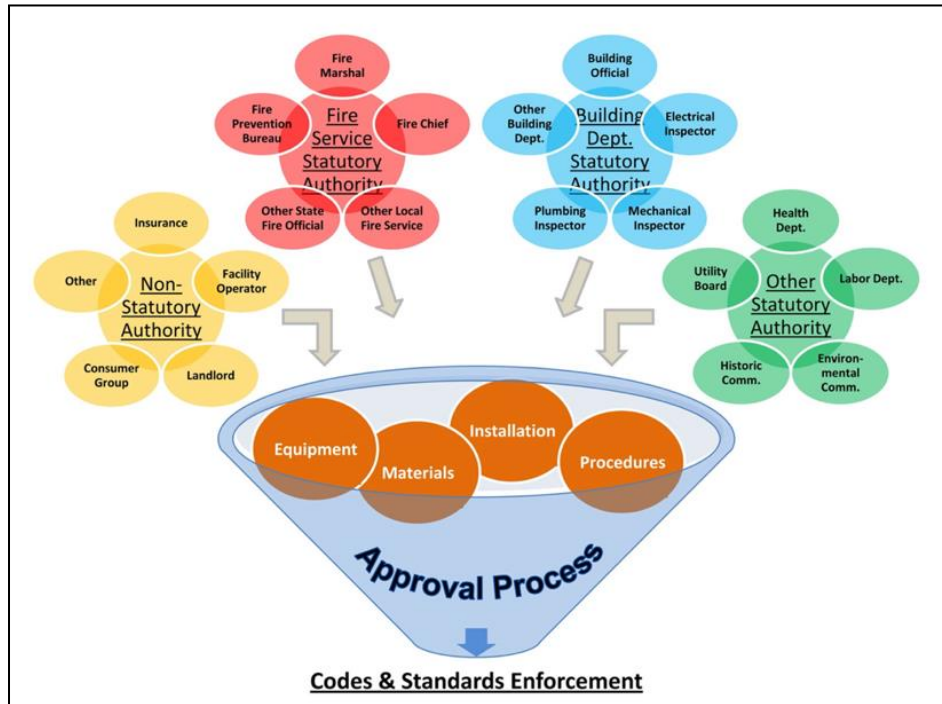 Fire
Marshal
Fire
Prevention
Bureau
Fire Chief
Fire
Service
Statutory
Authority
Other State
Fire Official
Other Local
Fire Service
Building
Official
Other
Building
Dept.
Electrical
Inspector
Building
Dept.
Statutory
Authority
Plumbing
Inspector
Mechanical
Inspector
Insurance
Other
Facility
Operator
Non-
Statutory
Authority
Consumer
Group
Landlord
Health
Dept.
Utility
Board
Labor Dept.
Other
Statutory
Authority
Historic
Comm.
Environ-
mental
Comm.
Equipment
Materials
Installation
Procedures
Approval Process
Codes & Standards Enforcement